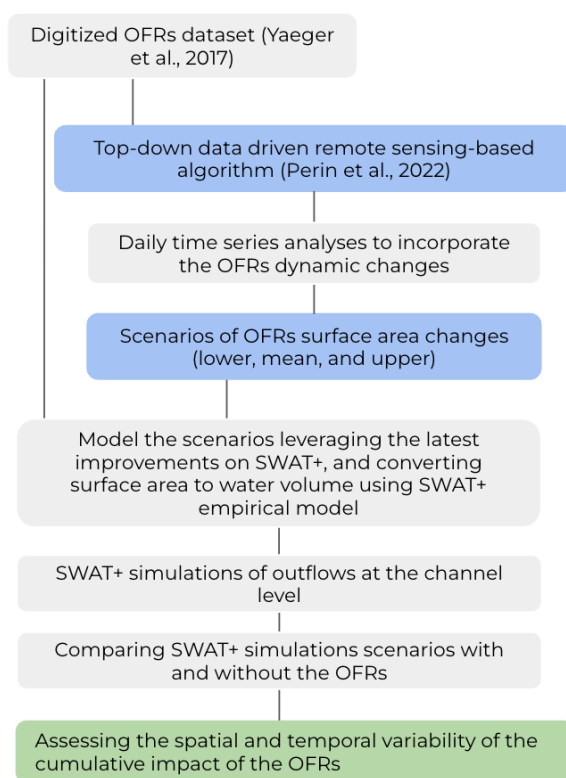 Digitized OFRs dataset (Yaeger
et al., 2017)
Top-down data driven remote sensing-based
algorithm (Perin et al., 2022)
Daily time series analyses to incorporate
the OFRs dynamic changes
Scenarios of OFRs surface area changes
(lower, mean, and upper)
Model the scenarios leveraging the latest
improvements on SWAT+, and converting
surface area to water volume using SWAT+
empirical model
SWAT+ simulations of outflows at the channel
level
Comparing SWAT+ simulations scenarios with
and without the OFRs
Assessing the spatial and temporal variability of the
cumulative impact of the OFRs